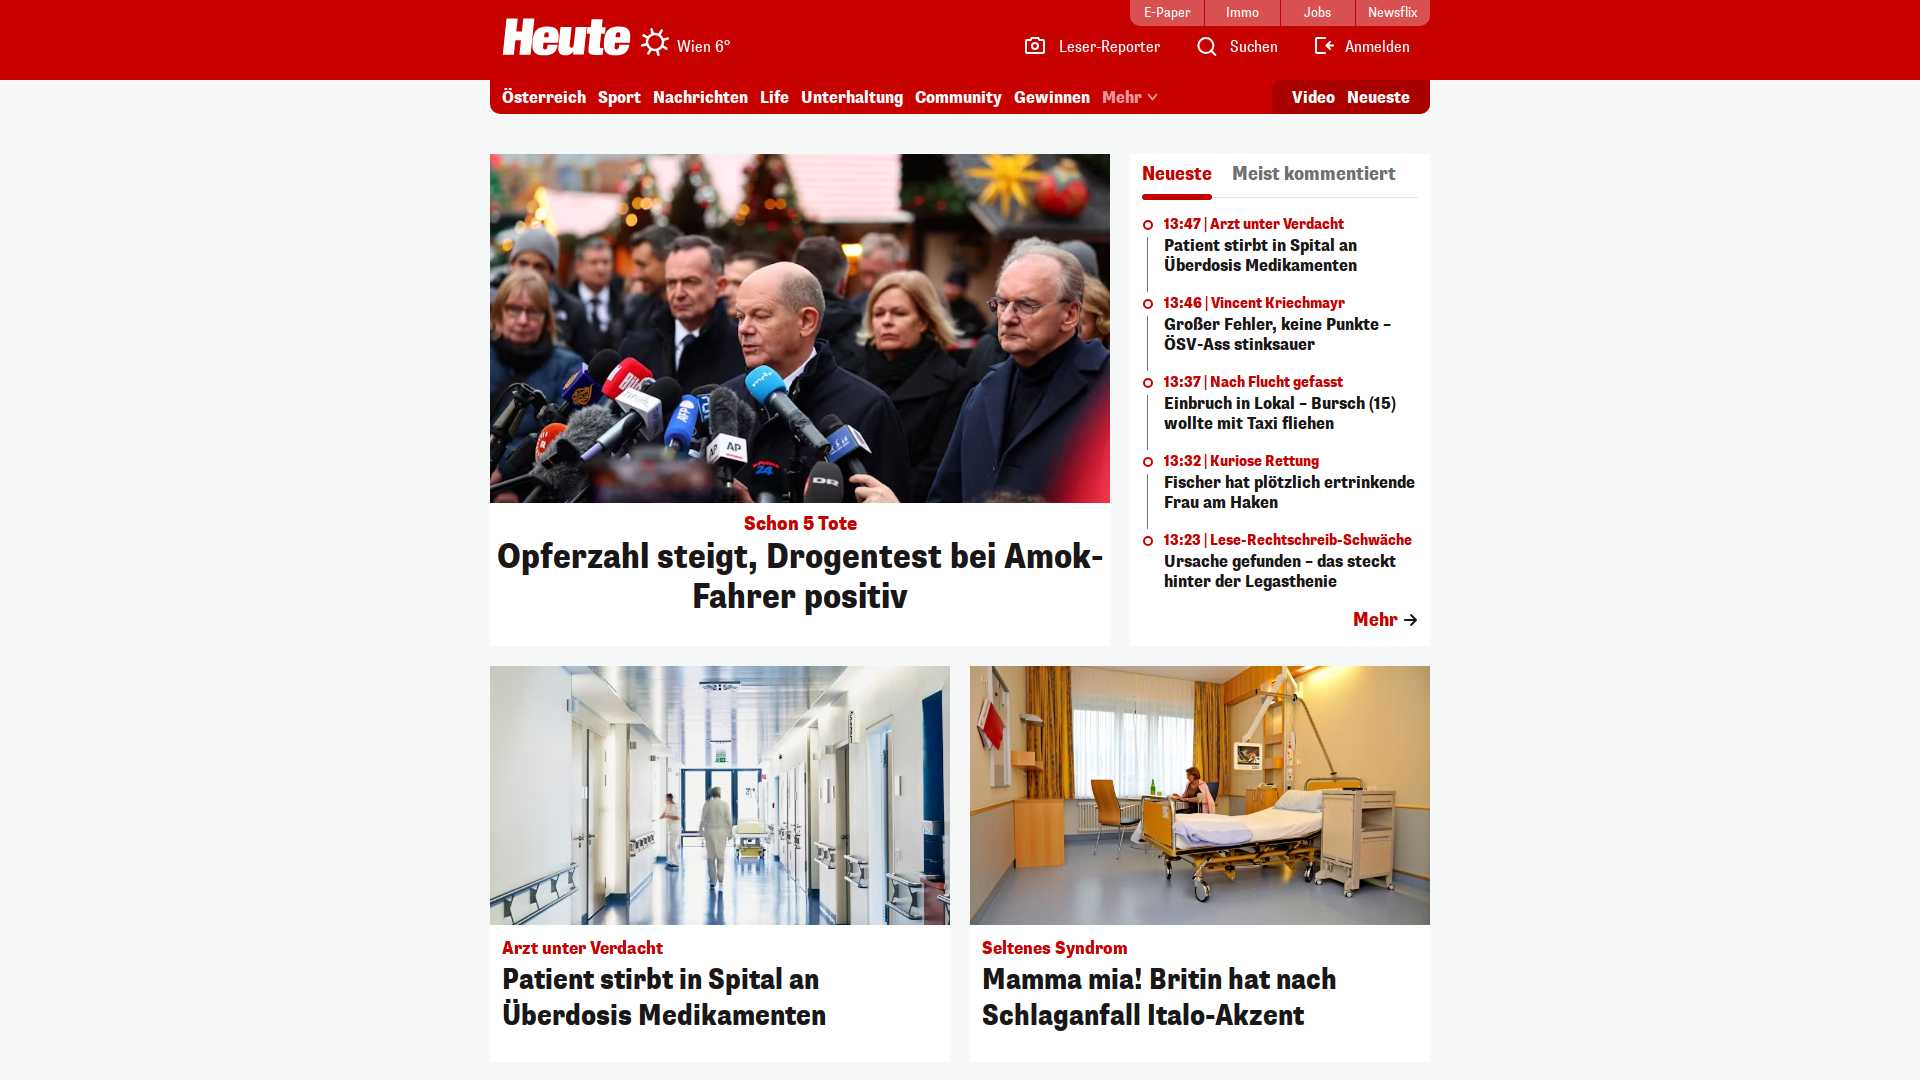 E-Paper
Immo
Jobs
Newsflix
Heute
Wien 6°
Leser-Reporter
Suchen
Anmelden
Österreich
Sport
Nachrichten
Life
Unterhaltung
Community
Gewinnen
Mehr
Video
Neueste
Bild
AFP
AP
AP
24
DR
Schon 5 Tote
Opferzahl steigt, Drogentest bei Amok-
Fahrer positiv
Neueste
Meist kommentiert
13:47 | Arzt unter Verdacht
Patient stirbt in Spital an
Überdosis Medikamenten
13:46 | Vincent Kriechmayr
Großer Fehler, keine Punkte –
ÖSV-Ass stinksauer
13:37 | Nach Flucht gefasst
Einbruch in Lokal – Bursch (15)
wollte mit Taxi fliehen
13:32 | Kuriose Rettung
Fischer hat plötzlich ertrinkende
Frau am Haken
13:23 | Lese-Rechtschreib-Schwäche
Ursache gefunden – das steckt
hinter der Legasthenie
Mehr
Arzt unter Verdacht
Patient stirbt in Spital an
Überdosis Medikamenten
Seltenes Syndrom
Mamma mia! Britin hat nach
Schlaganfall Italo-Akzent